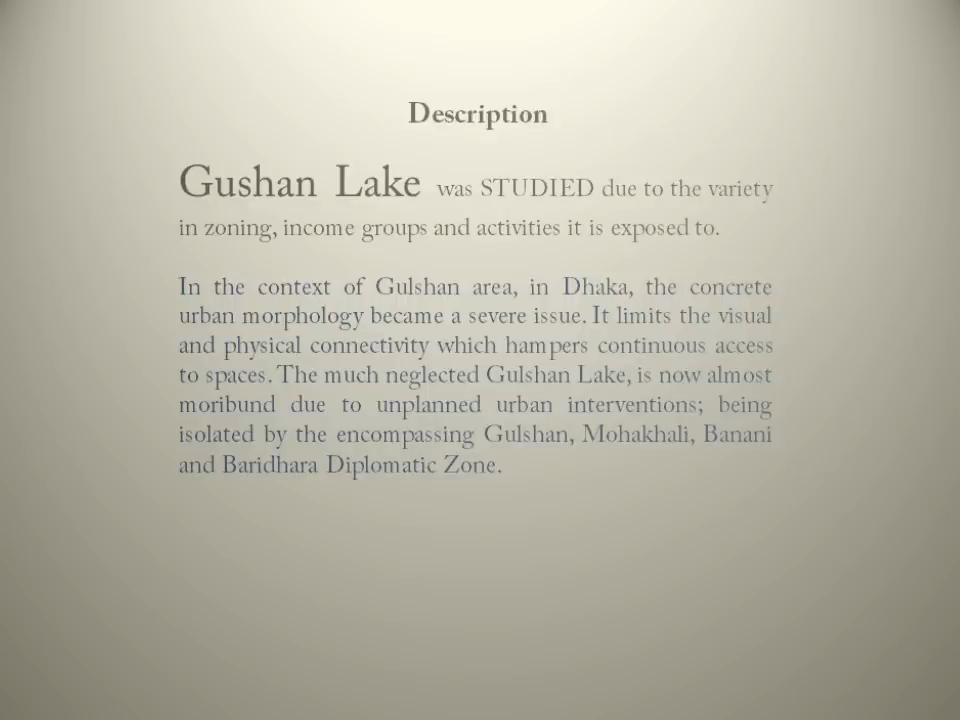 Description
Gushan Lake was STUDIED due to the variety
in zoning, income groups and activities it is exposed to.
In the context of Gulshan area, in Dhaka, the concrete
urban morphology became a severe issue. It limits the visual
and physical connectivity which hampers continuous access
to spaces. The much neglected Gulshan Lake, is now almost
moribund due to unplanned urban interventions; being
isolated by the encompassing Gulshan, Mohakhali, Banani
and Baridhara Diplomatic Zone.